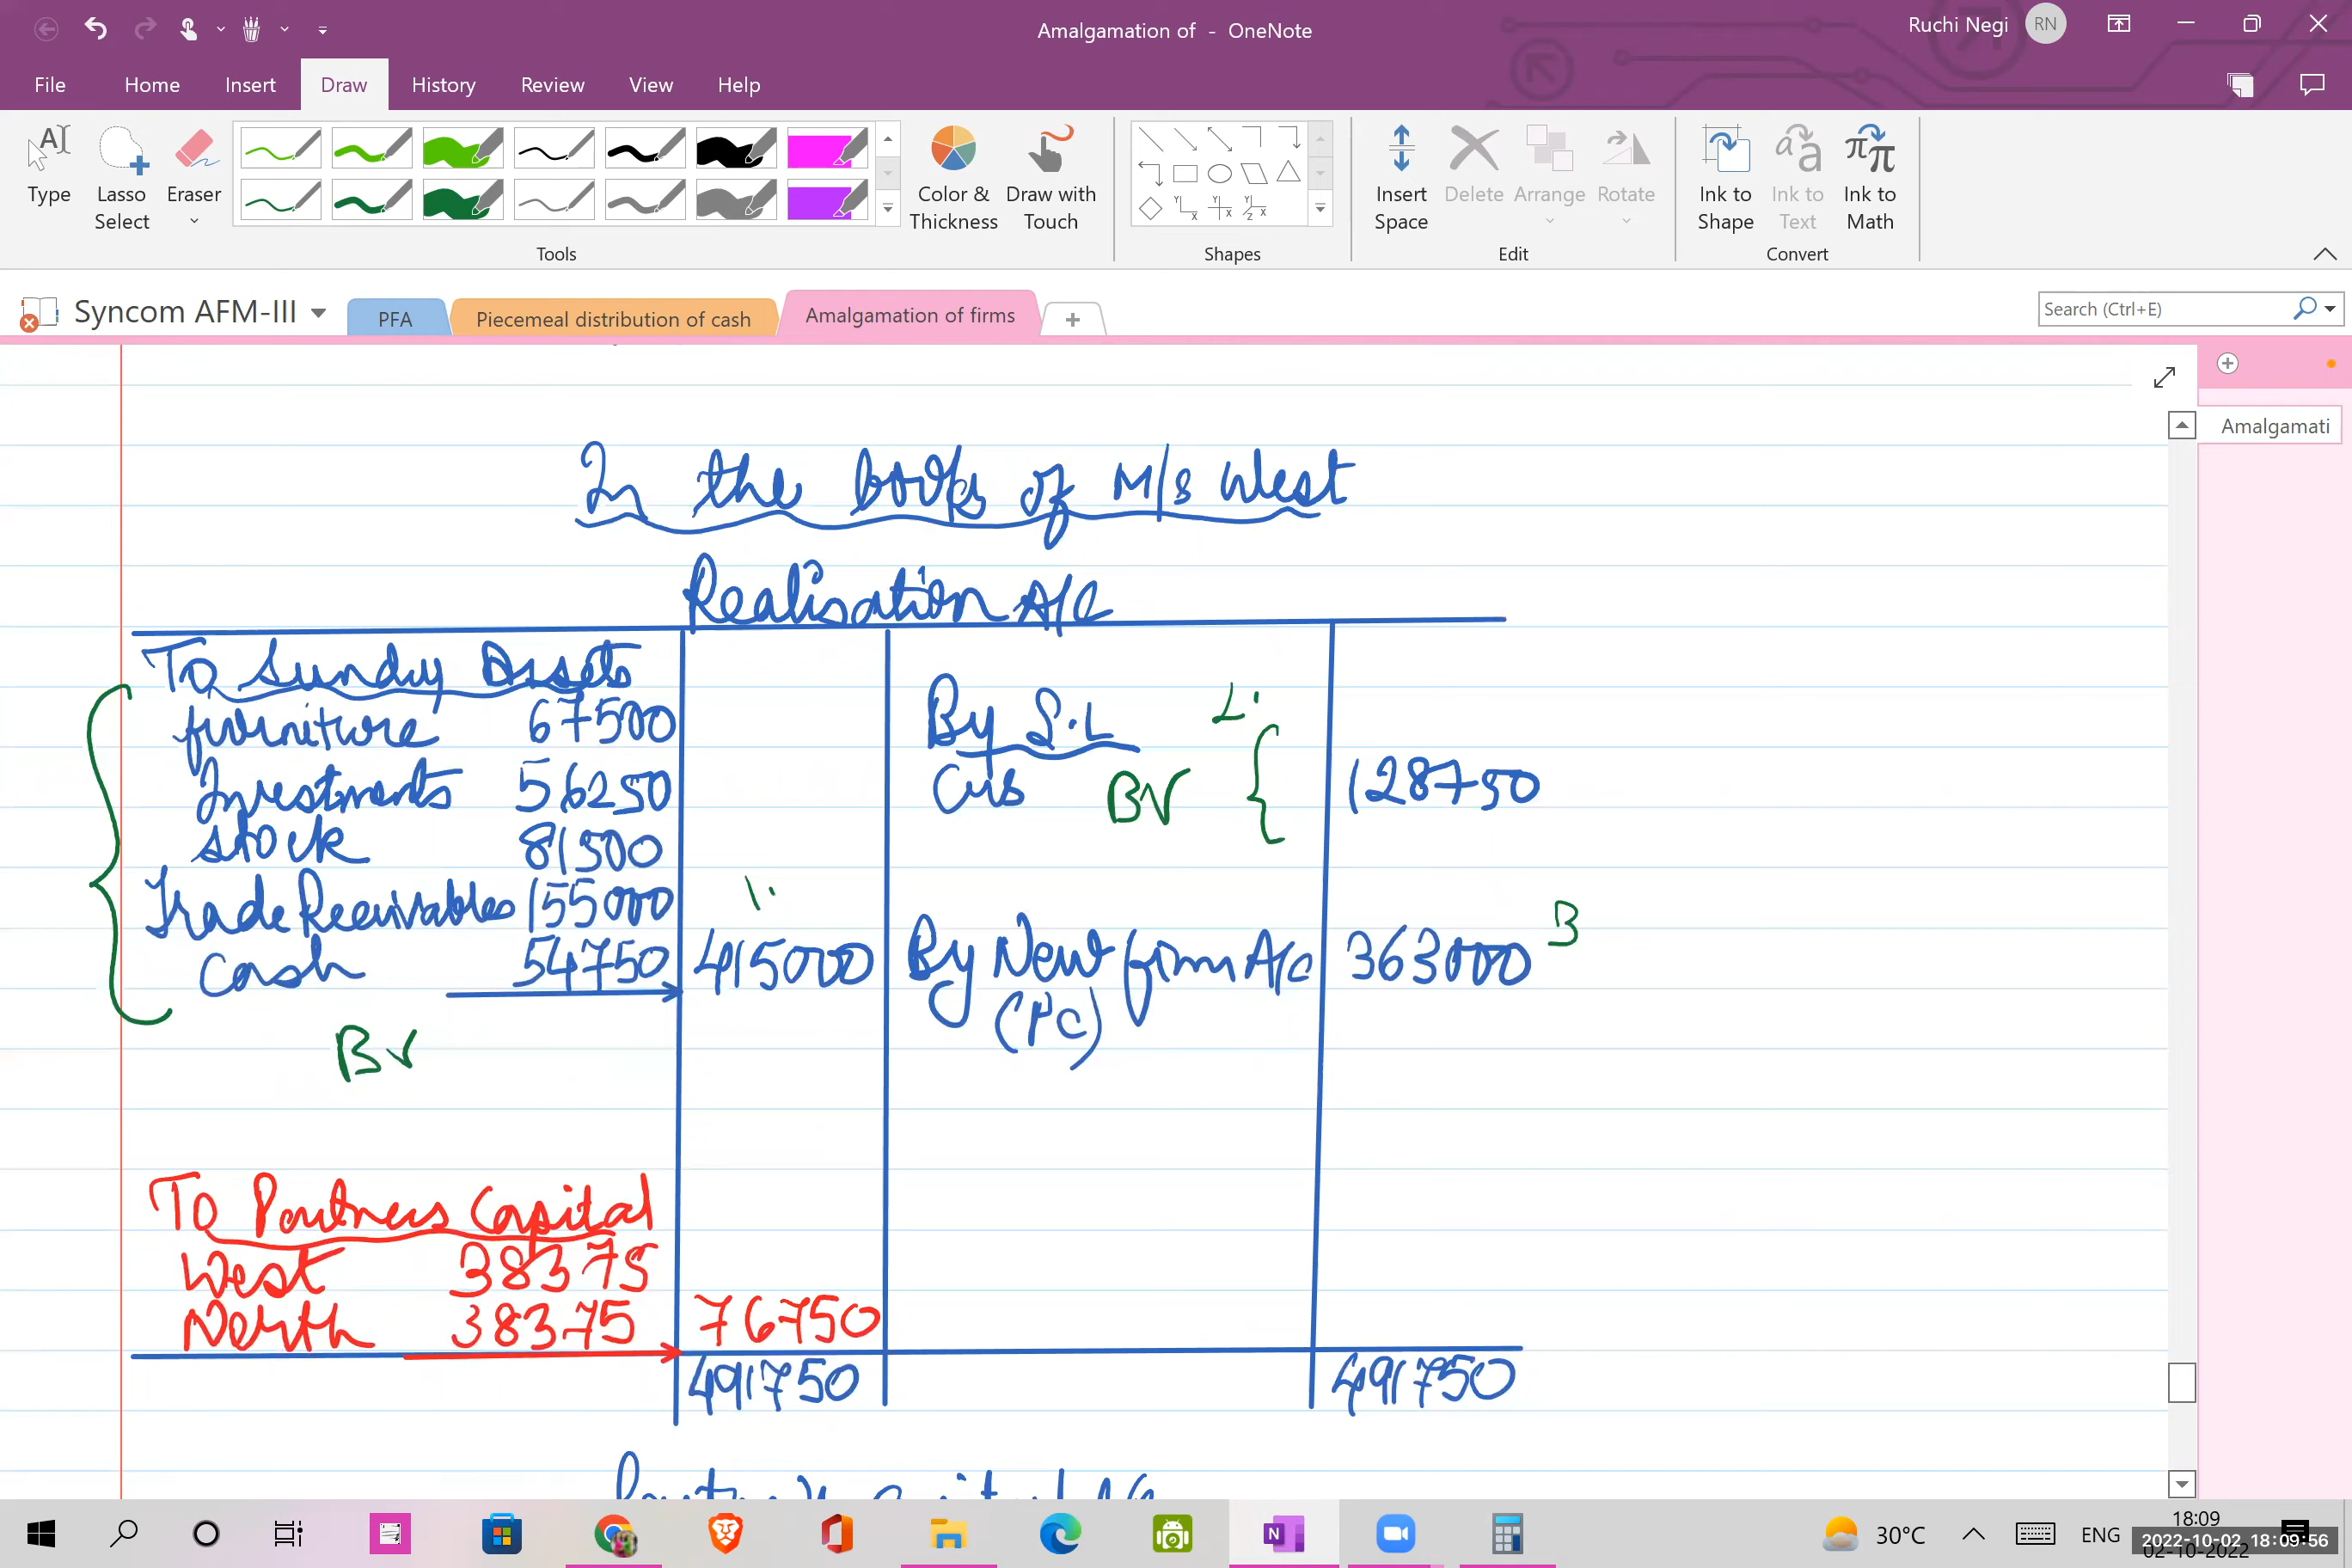 Amalgamation of - OneNote
Ruchi Negi RN
File Home Insert Draw History Review View Help
Type
Lasso Select
Eraser
Color & Thickness
Draw with Touch
Insert Space
Delete
Arrange
Rotate
Ink to Shape
Ink to Text
Ink to Math
Tools
Shapes
Edit
Convert
Syncom AFM-III
PFA
Piecemeal distribution of cash
Amalgamation of firms
Search (Ctrl+E)
Amalgamati
In the books of M/s West
Realisation A/c
To Sundry Assets
furniture 67500
Investments 56250
Stock 81500
Trade Receivables 155000
Cash 54750 415000
BV
By S.L
Crs BV 128750
By New firm A/c 363000
(PC)
To Partners Capital
West 38375
North 38375 76750
491750 491750
30°C
ENG
18:09
02-10-2022
2022-10-02 18:09:56